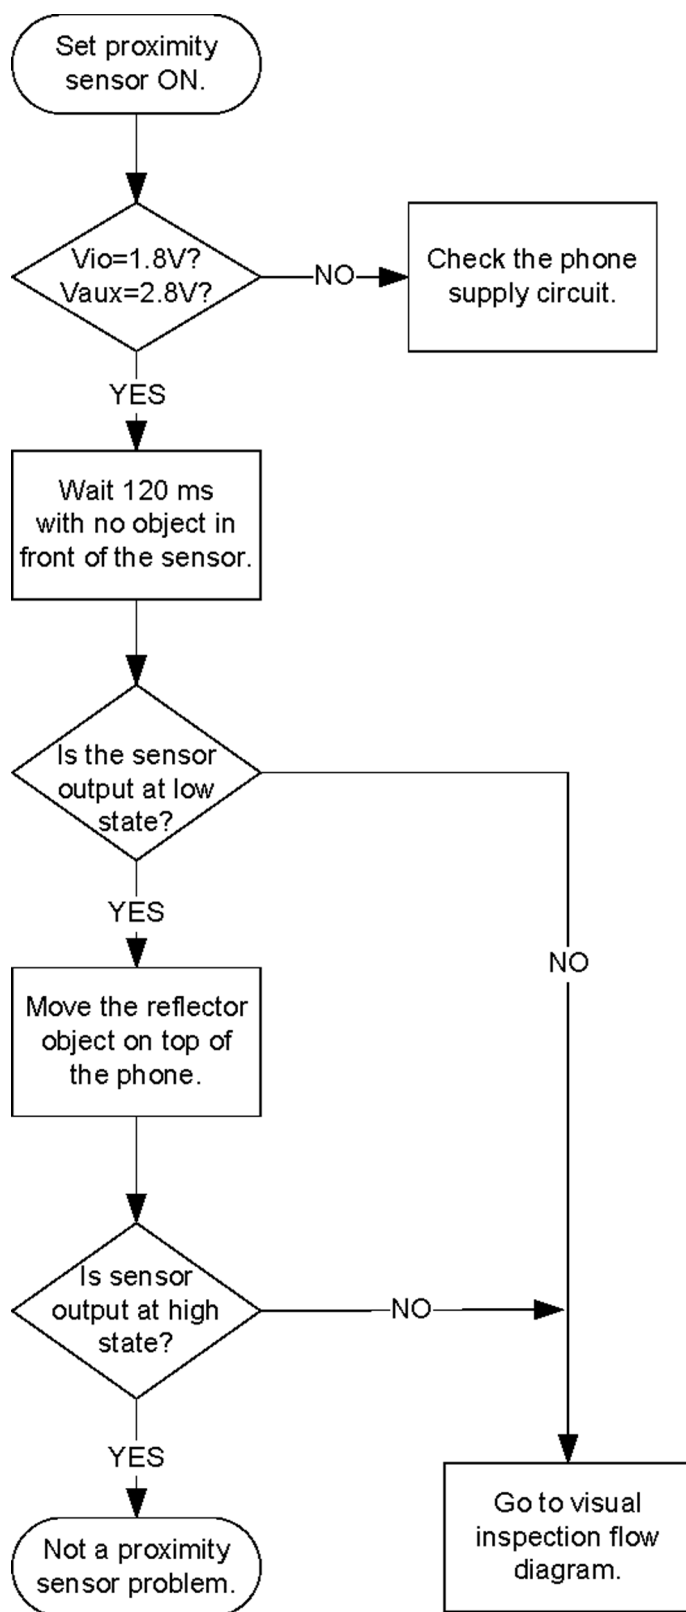 Set proximity
sensor ON.
Vio=1.8V?
Vaux=2.8V?
NO
Check the phone
supply circuit.
YES
Wait 120 ms
with no object in
front of the sensor.
Is the sensor
output at low
state?
YES
NO
Move the reflector
object on top of
the phone.
Is sensor
output at high
state?
NO
YES
Not a proximity
sensor problem.
Go to visual
inspection flow
diagram.